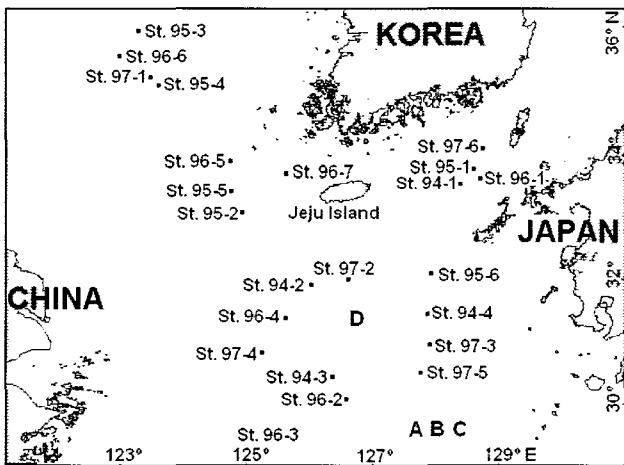 KOREA
36° N
St. 95-3
St. 96-6
St. 97-1
St. 95-4
34°
St. 97-6
St. 96-5
St. 96-7
St. 95-1
St. 96-1
St. 94-1
St. 95-5
St. 95-2
Jeju Island
JAPAN
32°
St. 97-2
St. 95-6
St. 94-2
CHINA
St. 96-4
D
St. 94-4
St. 97-4
St. 97-3
St. 94-3
St. 97-5
St. 96-2
30°
St. 96-3
A B C
123°
125°
127°
129° E